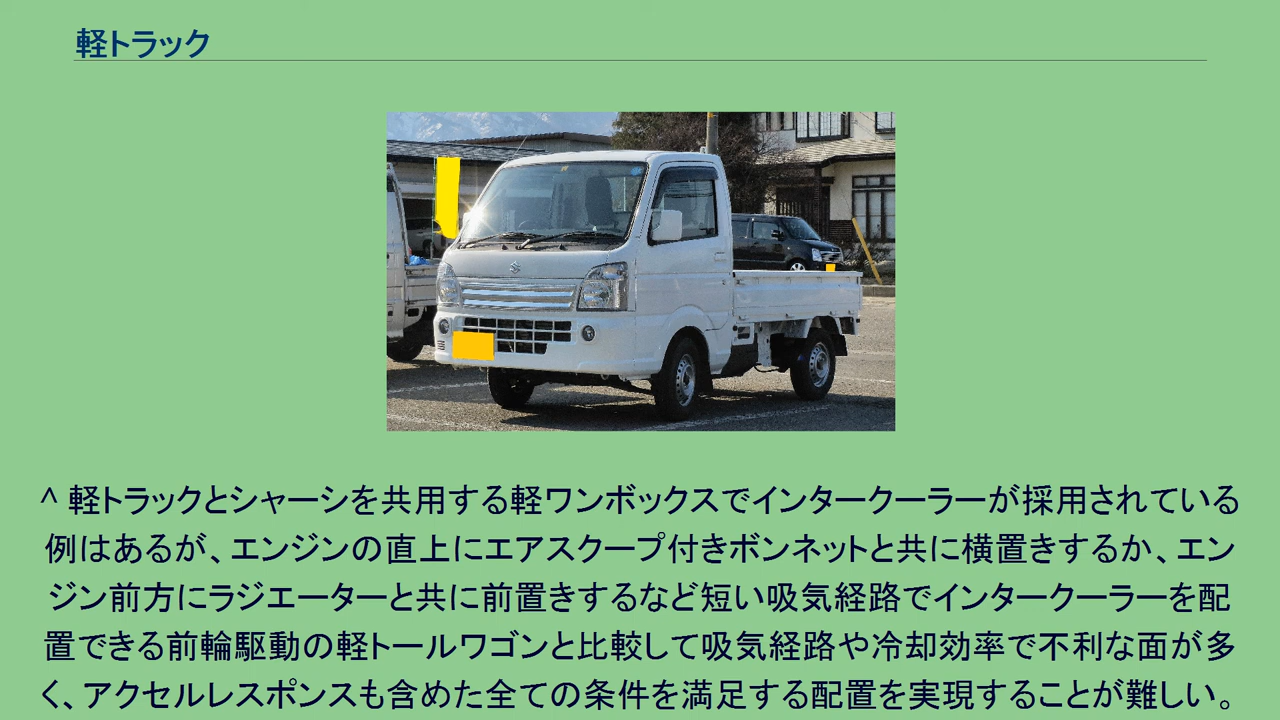 軽トラック
^ 軽トラックとシャーシを共用する軽ワンボックスでインタークーラーが採用されている
例はあるが、エンジンの直上にエアスクープ付きボンネットと共に横置きするか、エン
ジン前方にラジエーターと共に前置きするなど短い吸気経路でインタークーラーを配
置できる前輪駆動の軽トールワゴンと比較して吸気経路や冷却効率で不利な面が多
く、アクセルレスポンスも含めた全ての条件を満足する配置を実現することが難しい。